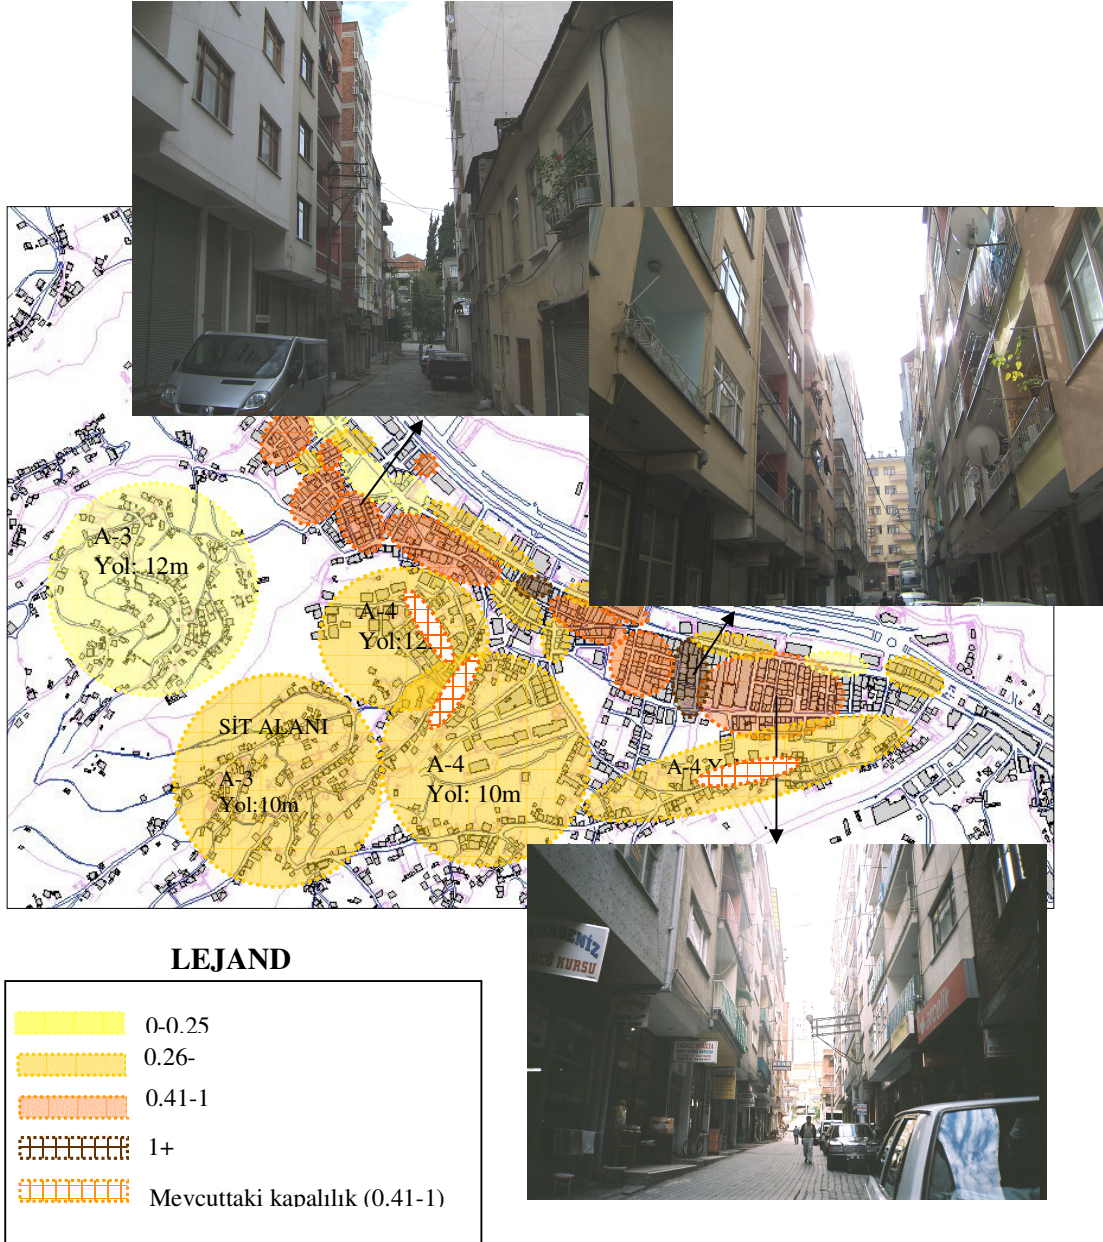 A-3
Yol: 12m
A-4
Yol:12
SİT ALANI
A-3
Yol:10m
A-4
Yol: 10m
A-4 Y
LEJAND
0-0.25
0.26-
0.41-1
1+
Mevcuttaki kapalılık (0.41-1)
KURSU